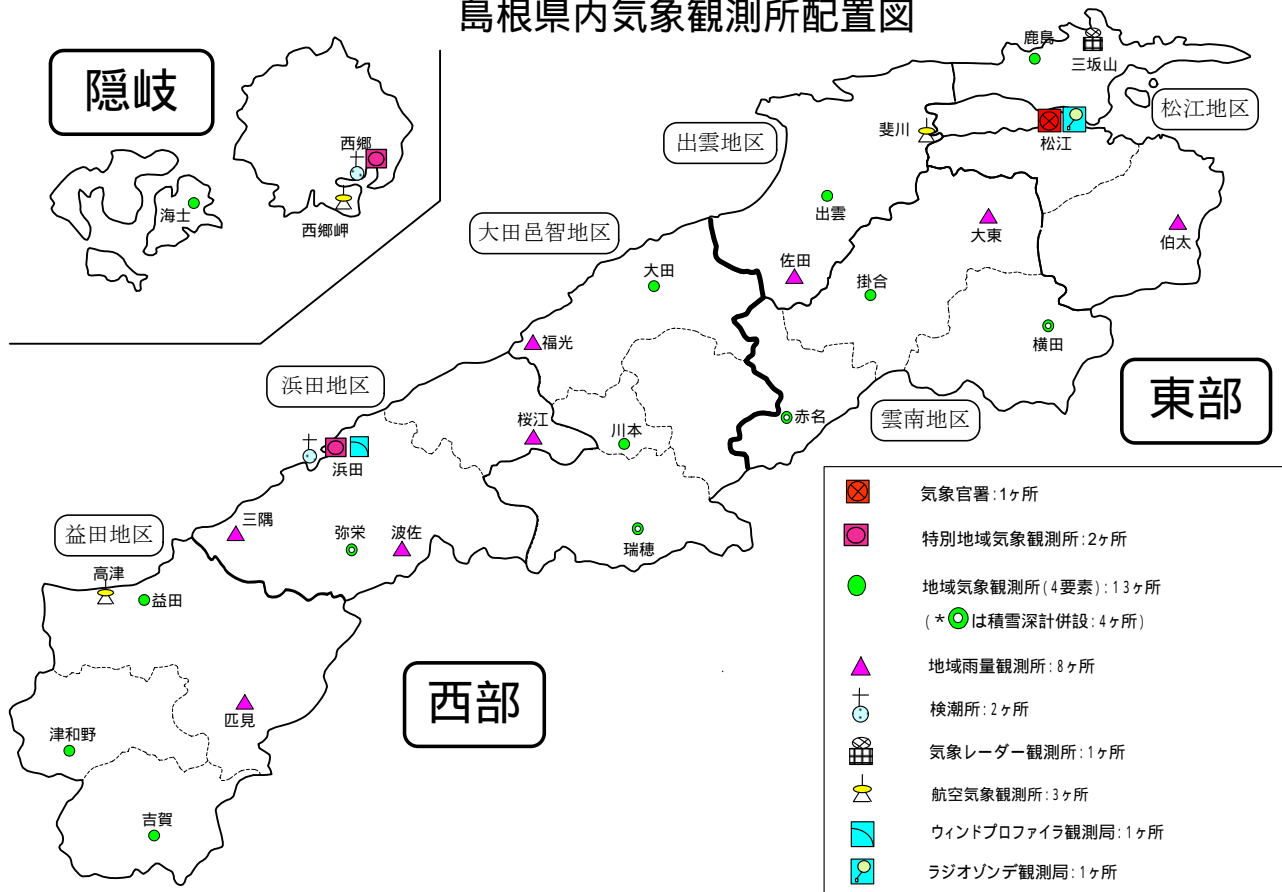 島根県内気象観測所配置図
隠岐
西郷
海士
西郷岬
鹿島
三坂山
松江地区
斐川
松江
出雲地区
出雲
大東
伯太
大田邑智地区
佐田
大田
掛合
福光
横田
浜田地区
東部
桜江
川本
赤名
雲南地区
浜田
三隅
弥栄
波佐
瑞穂
益田地区
高津
益田
西部
匹見
津和野
吉賀
気象官署:1ヶ所
特別地域気象観測所:2ヶ所
地域気象観測所(4要素):13ヶ所
(*は積雪深計併設:4ヶ所)
地域雨量観測所:8ヶ所
検潮所:2ヶ所
気象レーダー観測所:1ヶ所
航空気象観測所:3ヶ所
ウィンドプロファイラ観測局:1ヶ所
ラジオゾンデ観測局:1ヶ所